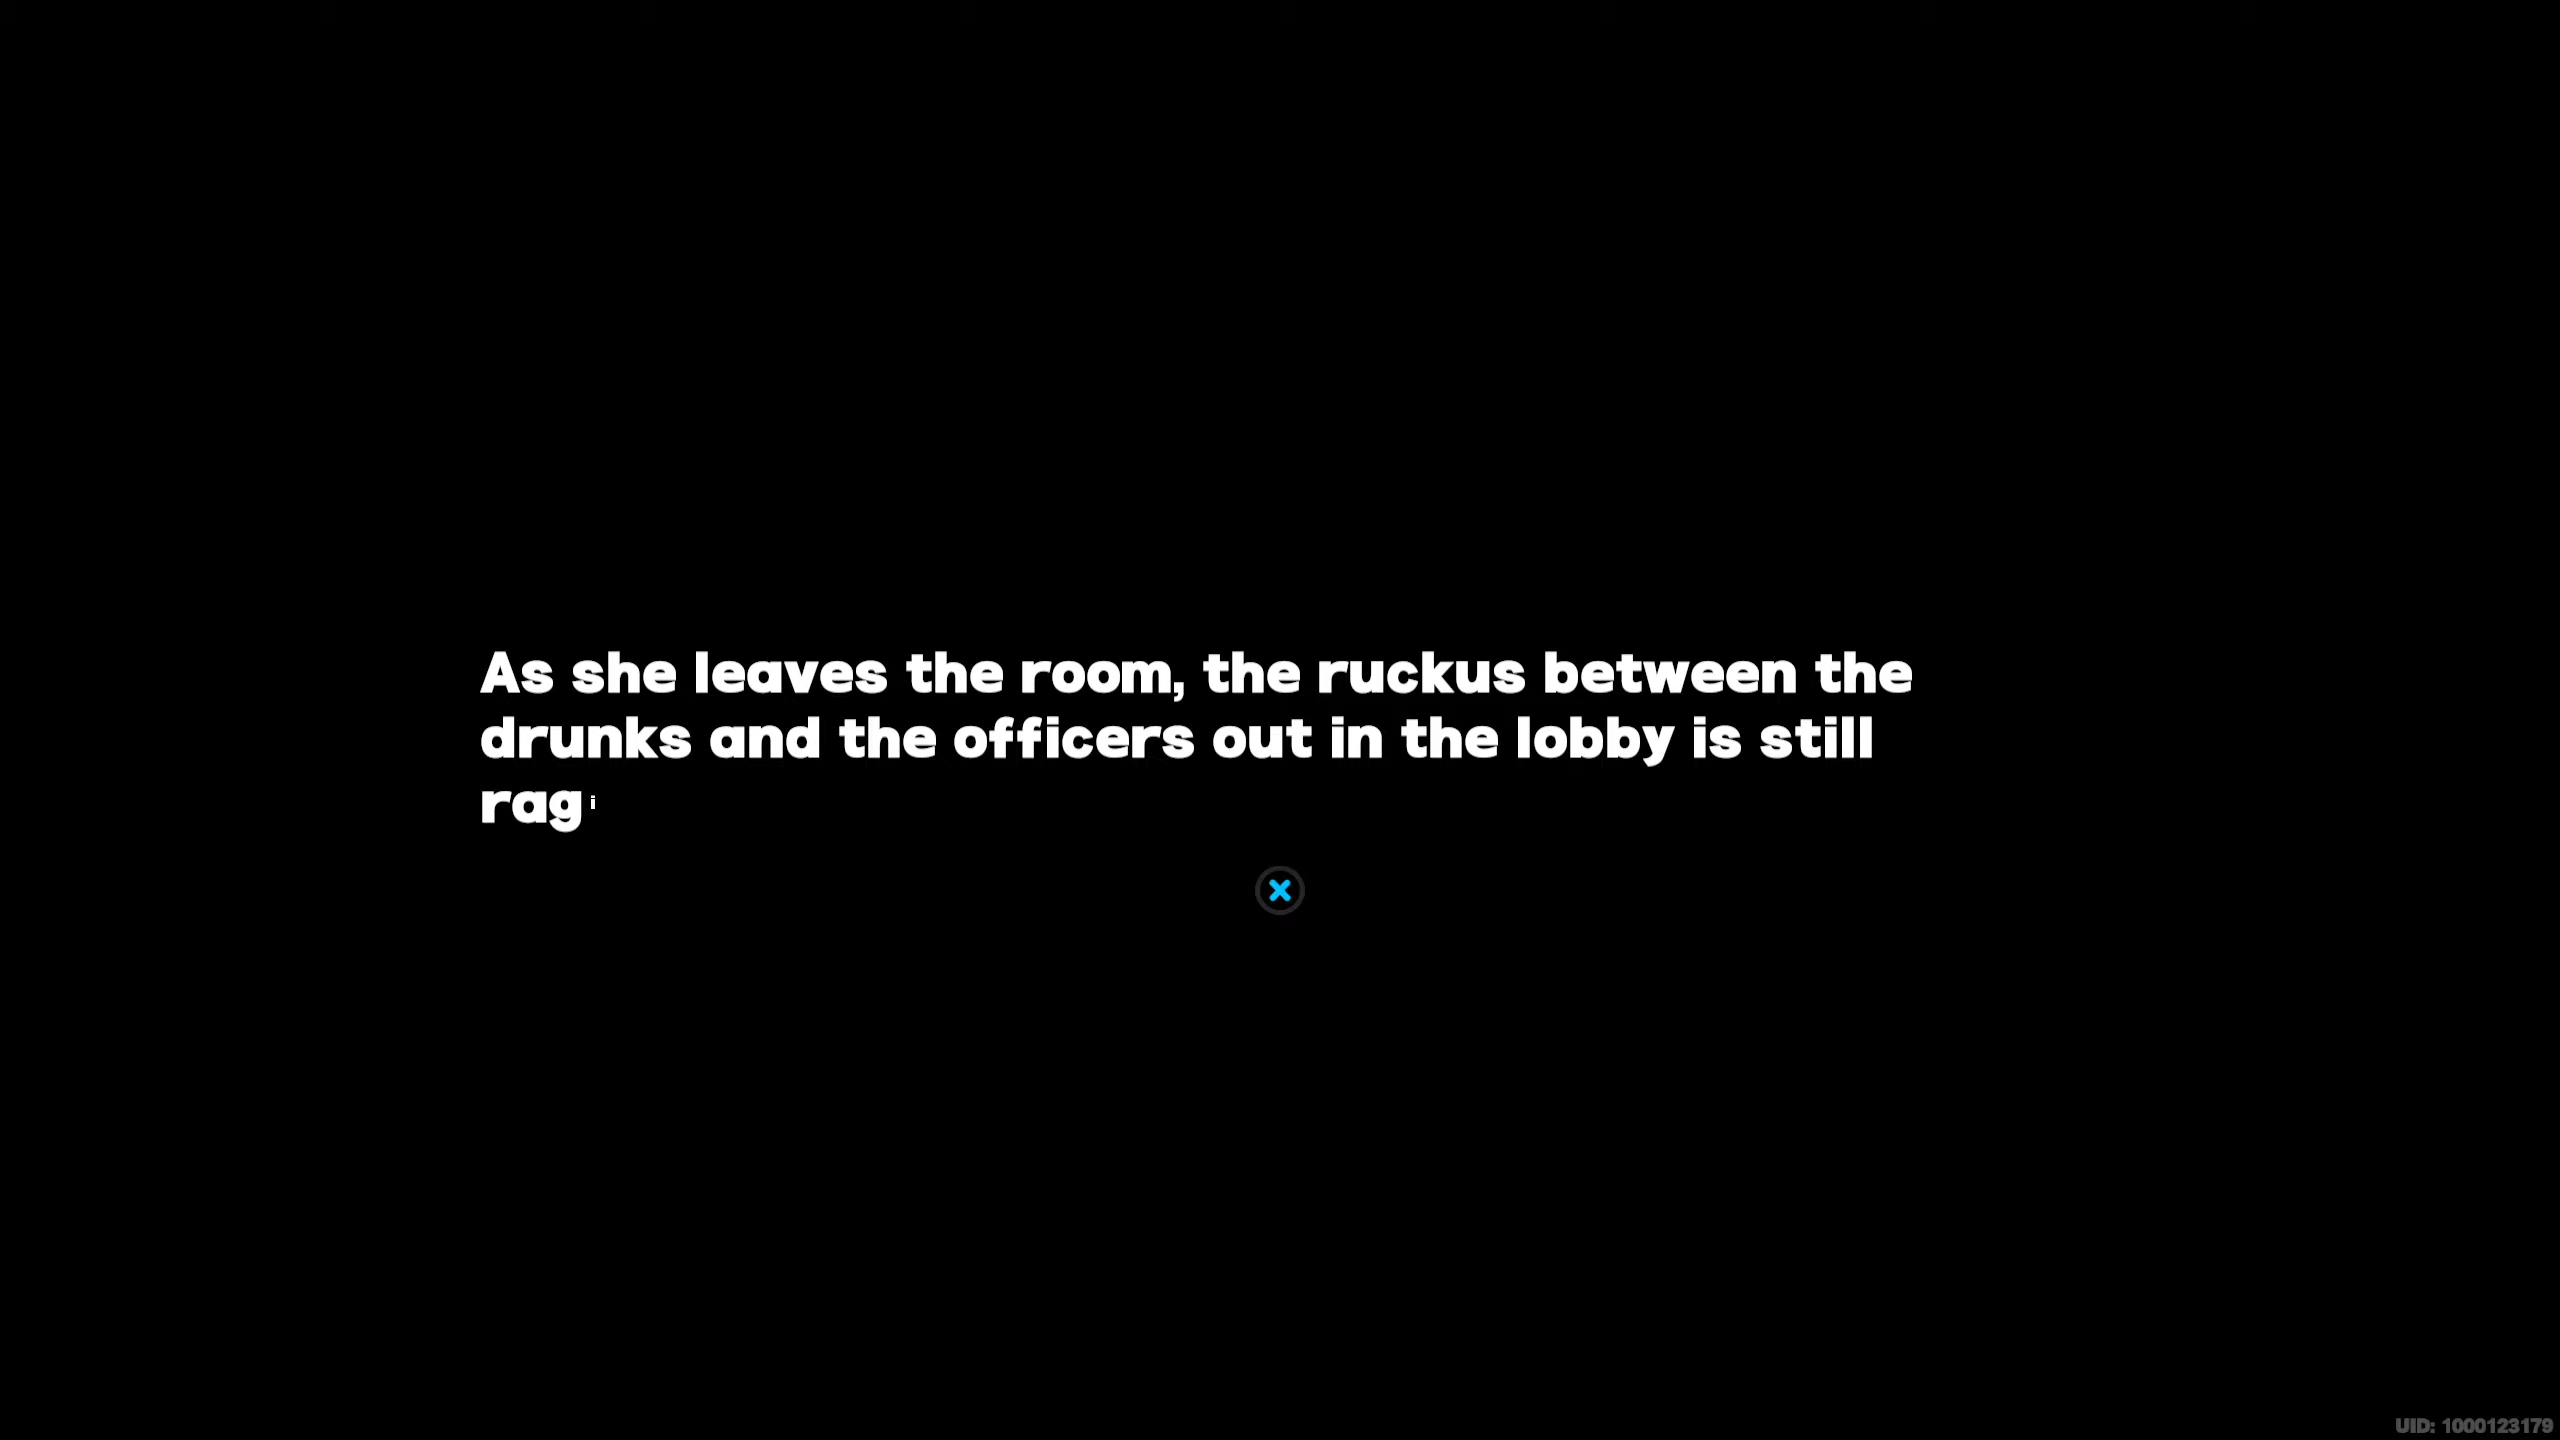 As she leaves the room, the ruckus between the
drunks and the officers out in the lobby is still
ragi
UID: 1000123179